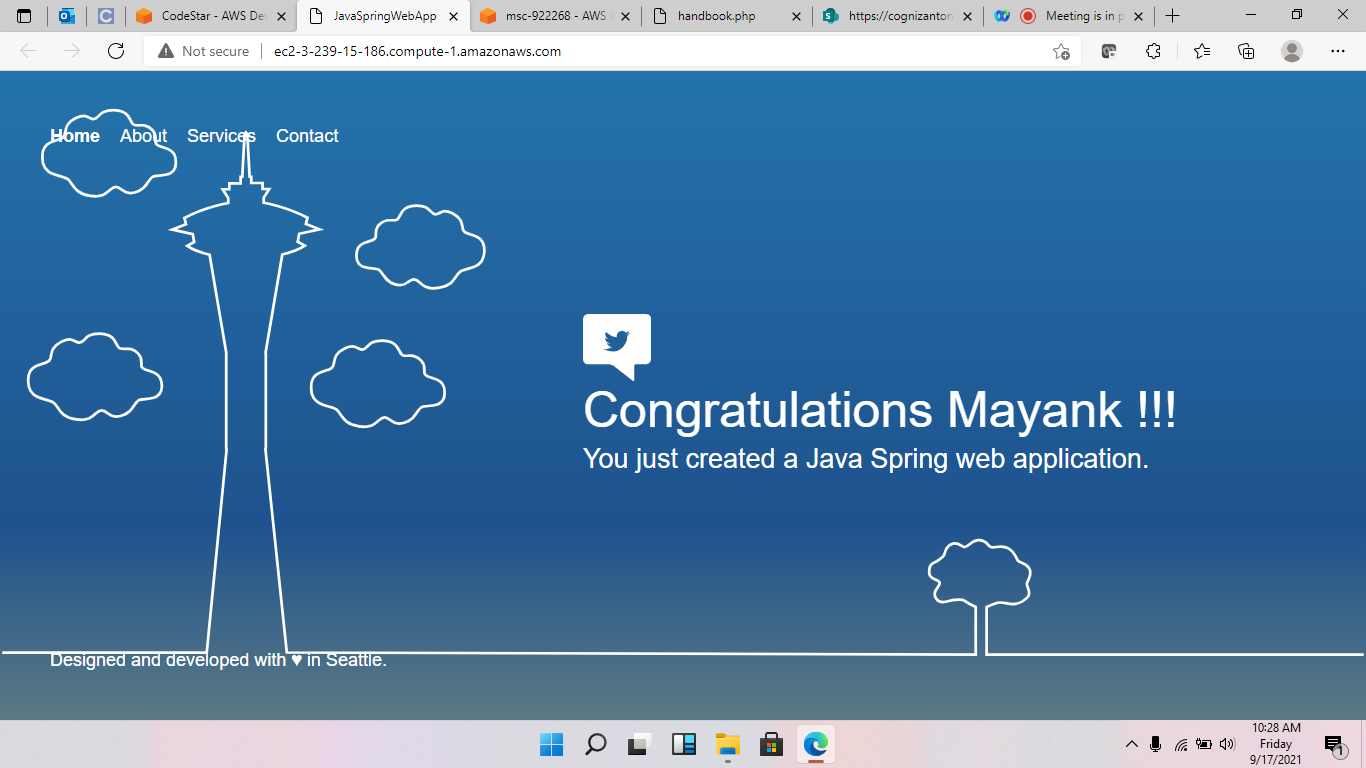 CodeStar - AWS De
JavaSpringWebApp
msc-922268 - AWS
handbook.php
https://cognizanton
Meeting is in p
Not secure
ec2-3-239-15-186.compute-1.amazonaws.com
Home About Services Contact
Congratulations Mayank !!!
You just created a Java Spring web application.
Designed and developed with ♥ in Seattle.
10:28 AM
Friday
9/17/2021
1